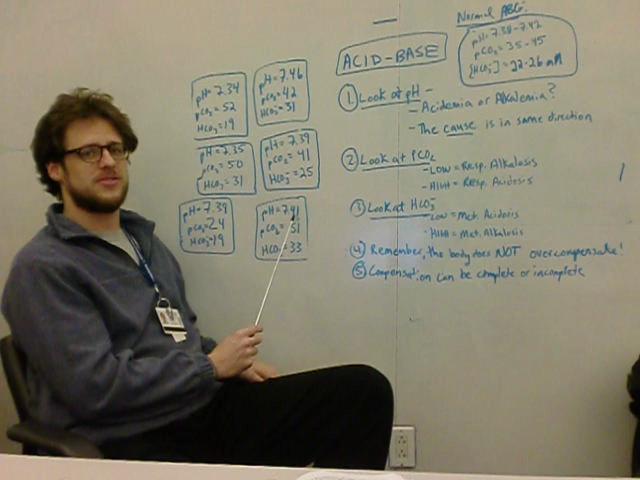 Normal ABG:
pH = 7.38-7.42
pCO₂ = 35-45
[HCO₃⁻] = 22-26 mM
ACID-BASE
① Look at pH -
- Acidemia or Alkalemia?
- The cause is in same direction
② Look at PCO₂
- LOW = Resp. Alkalosis
- HIGH = Resp. Acidosis
③ Look at HCO₃⁻
- LOW = Met. Acidosis
- HIGH = Met. Alkalosis
④ Remember, the body does NOT overcompensate!
⑤ Compensation can be complete or incomplete
pH = 7.34
pCO₂ = 52
HCO₃⁻ = 19
pH = 7.46
pCO₂ = 42
HCO₃⁻ = 31
pH = 7.35
pCO₂ = 50
HCO₃⁻ = 31
pH = 7.39
pCO₂ = 41
HCO₃⁻ = 25
pH = 7.39
pCO₂ = 24
HCO₃⁻ = 19
pH = 7.41
pCO₂ = 51
HCO₃⁻ = 33